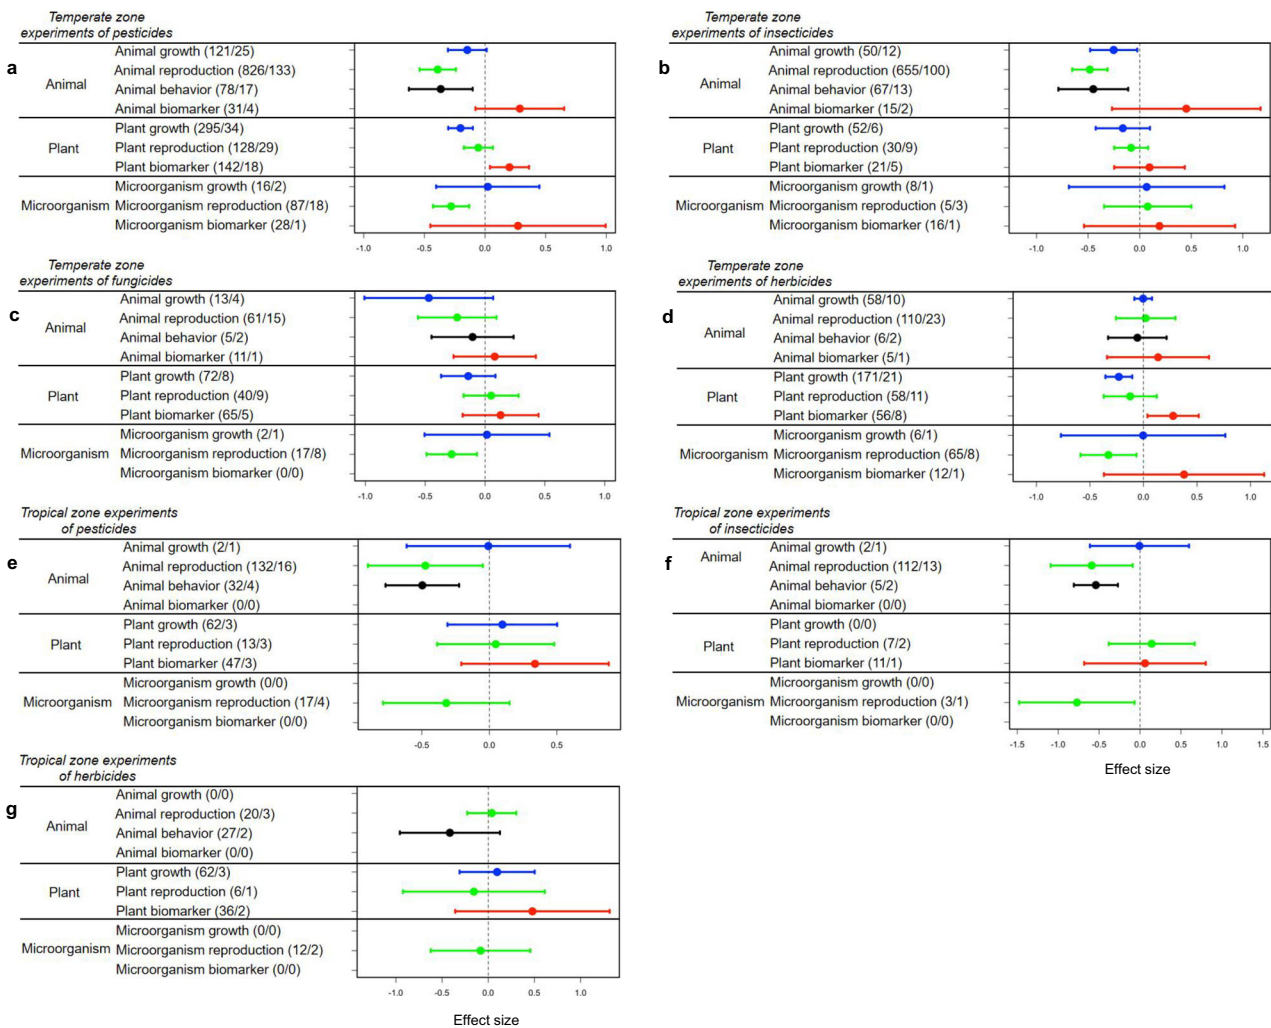 Temperate zone
experiments of pesticides
a
Animal
Animal growth (121/25)
Animal reproduction (826/133)
Animal behavior (78/17)
Animal biomarker (31/4)
Plant
Plant growth (295/34)
Plant reproduction (128/29)
Plant biomarker (142/18)
Microorganism
Microorganism growth (16/2)
Microorganism reproduction (87/18)
Microorganism biomarker (28/1)
-1.0 -0.5 0.0 0.5 1.0
Temperate zone
experiments of insecticides
b
Animal
Animal growth (50/12)
Animal reproduction (655/100)
Animal behavior (67/13)
Animal biomarker (15/2)
Plant
Plant growth (52/6)
Plant reproduction (30/9)
Plant biomarker (21/5)
Microorganism
Microorganism growth (8/1)
Microorganism reproduction (5/3)
Microorganism biomarker (16/1)
-1.0 -0.5 0.0 0.5 1.0
Temperate zone
experiments of fungicides
c
Animal
Animal growth (13/4)
Animal reproduction (61/15)
Animal behavior (5/2)
Animal biomarker (11/1)
Plant
Plant growth (72/8)
Plant reproduction (40/9)
Plant biomarker (65/5)
Microorganism
Microorganism growth (2/1)
Microorganism reproduction (17/8)
Microorganism biomarker (0/0)
-1.0 -0.5 0.0 0.5 1.0
Temperate zone
experiments of herbicides
d
Animal
Animal growth (58/10)
Animal reproduction (110/23)
Animal behavior (6/2)
Animal biomarker (5/1)
Plant
Plant growth (171/21)
Plant reproduction (58/11)
Plant biomarker (56/8)
Microorganism
Microorganism growth (6/1)
Microorganism reproduction (65/8)
Microorganism biomarker (12/1)
-1.0 -0.5 0.0 0.5 1.0
Tropical zone experiments
of pesticides
e
Animal
Animal growth (2/1)
Animal reproduction (132/16)
Animal behavior (32/4)
Animal biomarker (0/0)
Plant
Plant growth (62/3)
Plant reproduction (13/3)
Plant biomarker (47/3)
Microorganism
Microorganism growth (0/0)
Microorganism reproduction (17/4)
Microorganism biomarker (0/0)
-0.5 0.0 0.5
Tropical zone experiments
of insecticides
f
Animal
Animal growth (2/1)
Animal reproduction (112/13)
Animal behavior (5/2)
Animal biomarker (0/0)
Plant
Plant growth (0/0)
Plant reproduction (7/2)
Plant biomarker (11/1)
Microorganism
Microorganism growth (0/0)
Microorganism reproduction (3/1)
Microorganism biomarker (0/0)
-1.5 -1.0 -0.5 0.0 0.5 1.0 1.5
Effect size
Tropical zone experiments
of herbicides
g
Animal
Animal growth (0/0)
Animal reproduction (20/3)
Animal behavior (27/2)
Animal biomarker (0/0)
Plant
Plant growth (62/3)
Plant reproduction (6/1)
Plant biomarker (36/2)
Microorganism
Microorganism growth (0/0)
Microorganism reproduction (12/2)
Microorganism biomarker (0/0)
-1.0 -0.5 0.0 0.5 1.0
Effect size